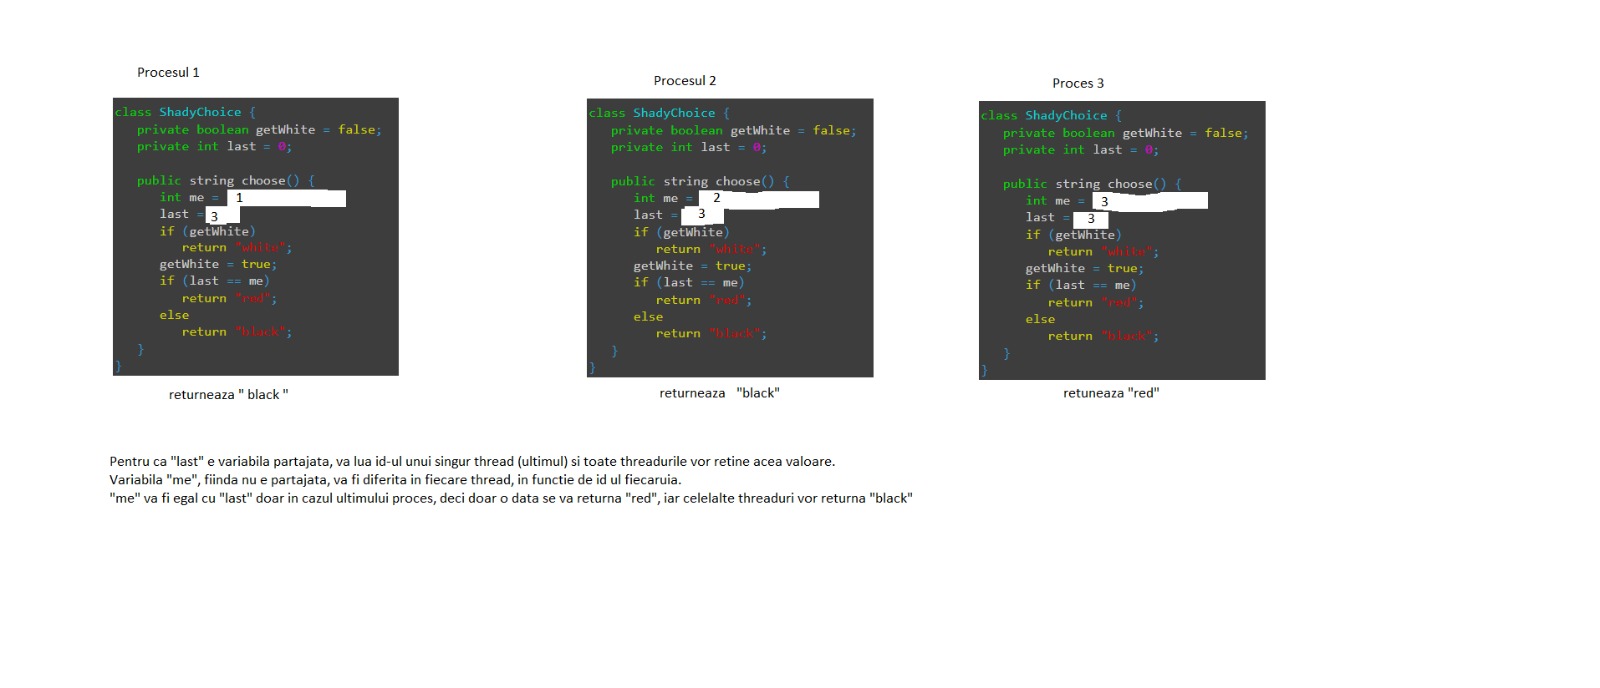 Procesul 1
class ShadyChoice {
private boolean getWhite = false;
private int last = 0;
public string choose() {
int me = 1
last = 3
if (getWhite)
return "white";
getWhite = true;
if (last == me)
return "red";
else
return "black";
}
}
returneaza " black "
Procesul 2
class ShadyChoice {
private boolean getWhite = false;
private int last = 0;
public string choose() {
int me = 2
last = 3
if (getWhite)
return "white";
getWhite = true;
if (last == me)
return "red";
else
return "black";
}
}
returneaza "black"
Proces 3
class ShadyChoice {
private boolean getWhite = false;
private int last = 0;
public string choose() {
int me = 3
last = 3
if (getWhite)
return "white";
getWhite = true;
if (last == me)
return "red";
else
return "black";
}
}
retuneaza "red"
Pentru ca "last" e variabila partajata, va lua id-ul unui singur thread (ultimul) si toate threadurile vor retine acea valoare.
Variabila "me", fiinda nu e partajata, va fi diferita in fiecare thread, in functie de id ul fiecaruia.
"me" va fi egal cu "last" doar in cazul ultimului proces, deci doar o data se va returna "red", iar celelalte threaduri vor returna "black"